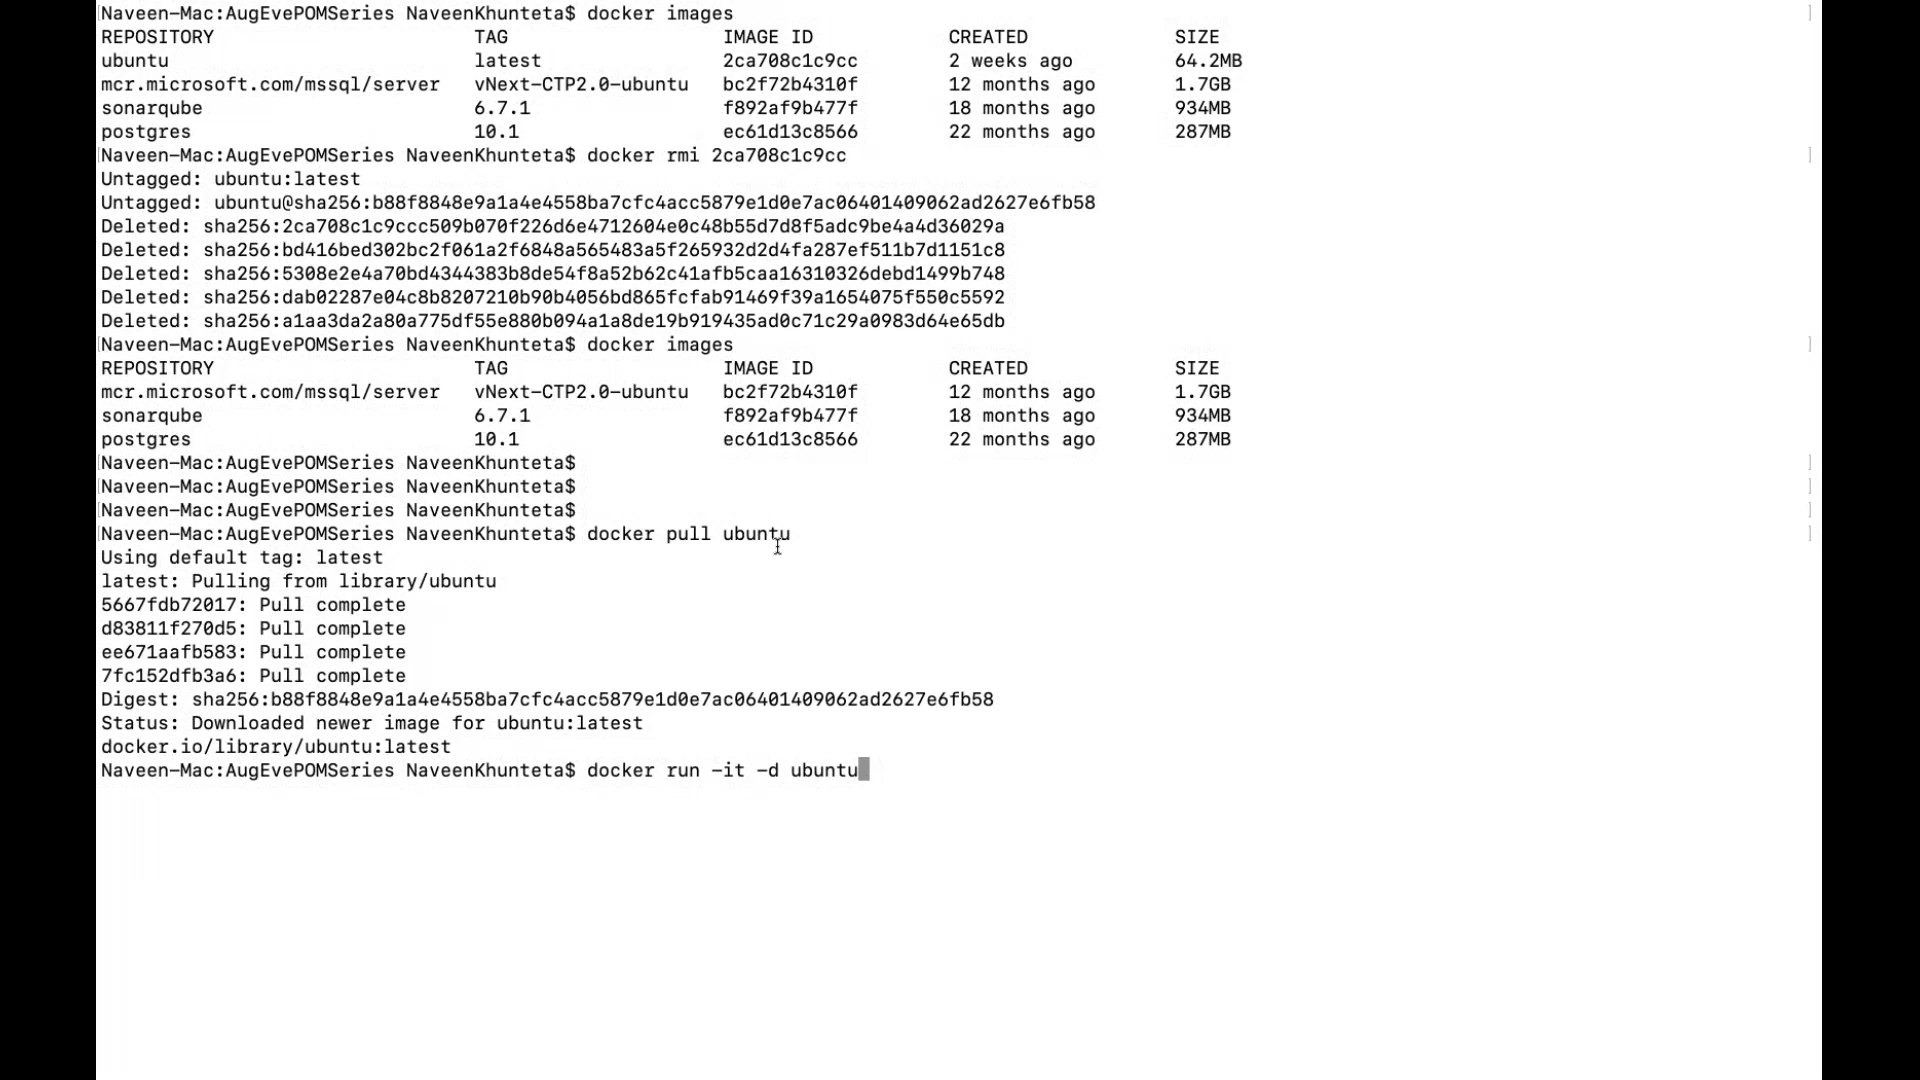 Naveen-Mac:AugEvePOMSeries NaveenKhunteta$ docker images
REPOSITORY TAG IMAGE ID CREATED SIZE
ubuntu latest 2ca708c1c9cc 2 weeks ago 64.2MB
mcr.microsoft.com/mssql/server vNext-CTP2.0-ubuntu bc2f72b4310f 12 months ago 1.7GB
sonarqube 6.7.1 f892af9b477f 18 months ago 934MB
postgres 10.1 ec61d13c8566 22 months ago 287MB
Naveen-Mac:AugEvePOMSeries NaveenKhunteta$ docker rmi 2ca708c1c9cc
Untagged: ubuntu:latest
Untagged: ubuntu@sha256:b88f8848e9a1a4e4558ba7cfc4acc5879e1d0e7ac06401409062ad2627e6fb58
Deleted: sha256:2ca708c1c9ccc509b070f226d6e4712604e0c48b55d7d8f5adc9be4a4d36029a
Deleted: sha256:bd416bed302bc2f061a2f6848a565483a5f265932d2d4fa287ef511b7d1151c8
Deleted: sha256:5308e2e4a70bd4344383b8de54f8a52b62c41afb5caa16310326debd1499b748
Deleted: sha256:dab02287e04c8b8207210b90b4056bd865fcfab91469f39a1654075f550c5592
Deleted: sha256:a1aa3da2a80a775df55e880b094a1a8de19b919435ad0c71c29a0983d64e65db
Naveen-Mac:AugEvePOMSeries NaveenKhunteta$ docker images
REPOSITORY TAG IMAGE ID CREATED SIZE
mcr.microsoft.com/mssql/server vNext-CTP2.0-ubuntu bc2f72b4310f 12 months ago 1.7GB
sonarqube 6.7.1 f892af9b477f 18 months ago 934MB
postgres 10.1 ec61d13c8566 22 months ago 287MB
Naveen-Mac:AugEvePOMSeries NaveenKhunteta$
Naveen-Mac:AugEvePOMSeries NaveenKhunteta$
Naveen-Mac:AugEvePOMSeries NaveenKhunteta$
Naveen-Mac:AugEvePOMSeries NaveenKhunteta$ docker pull ubuntu
Using default tag: latest
latest: Pulling from library/ubuntu
5667fdb72017: Pull complete
d83811f270d5: Pull complete
ee671aafb583: Pull complete
7fc152dfb3a6: Pull complete
Digest: sha256:b88f8848e9a1a4e4558ba7cfc4acc5879e1d0e7ac06401409062ad2627e6fb58
Status: Downloaded newer image for ubuntu:latest
docker.io/library/ubuntu:latest
Naveen-Mac:AugEvePOMSeries NaveenKhunteta$ docker run -it -d ubuntu